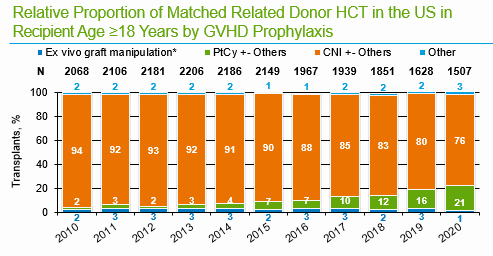 Relative Proportion of Matched Related Donor HCT in the US in
Recipient Age ≥18 Years by GVHD Prophylaxis
Ex vivo graft manipulation* PtCy +- Others CNI +- Others Other
N 2068 2106 2181 2206 2186 2149 1967 1939 1851 1628 1507
2 2 2 2 2 1 1 2 2 2 3
100
80
60
40
20
0
Transplants, %
94 92 93 92 91 90 88 85 83 80 76
2 3 2 3 4 7 7 10 12 16 21
2 3 3 3 3 2 3 3 2 3 1
2010 2011 2012 2013 2014 2015 2016 2017 2018 2019 2020